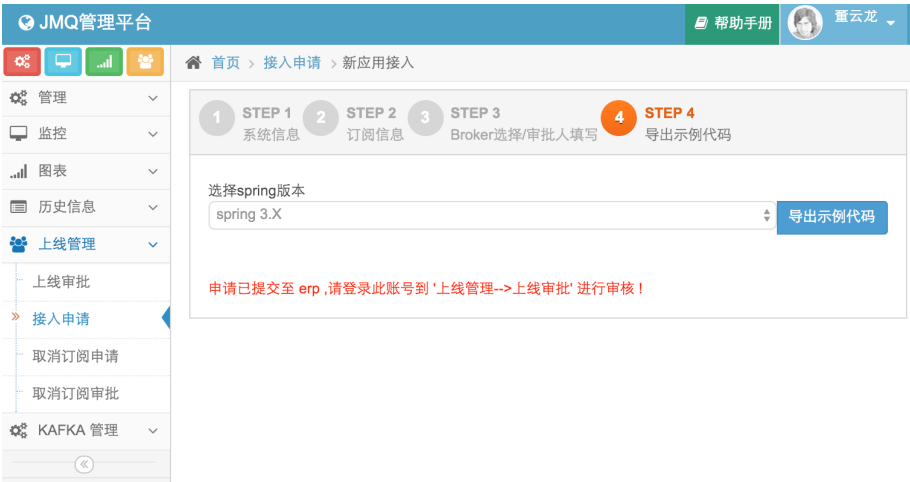 JMQ管理平台
帮助手册
董云龙
首页 > 接入申请 > 新应用接入
管理
监控
图表
历史信息
上线管理
上线审批
接入申请
取消订阅申请
取消订阅审批
KAFKA 管理
1 STEP 1
系统信息
2 STEP 2
订阅信息
3 STEP 3
Broker选择/审批人填写
4 STEP 4
导出示例代码
选择spring版本
spring 3.X
导出示例代码
申请已提交至 erp ,请登录此账号到 '上线管理-->上线审批' 进行审核！